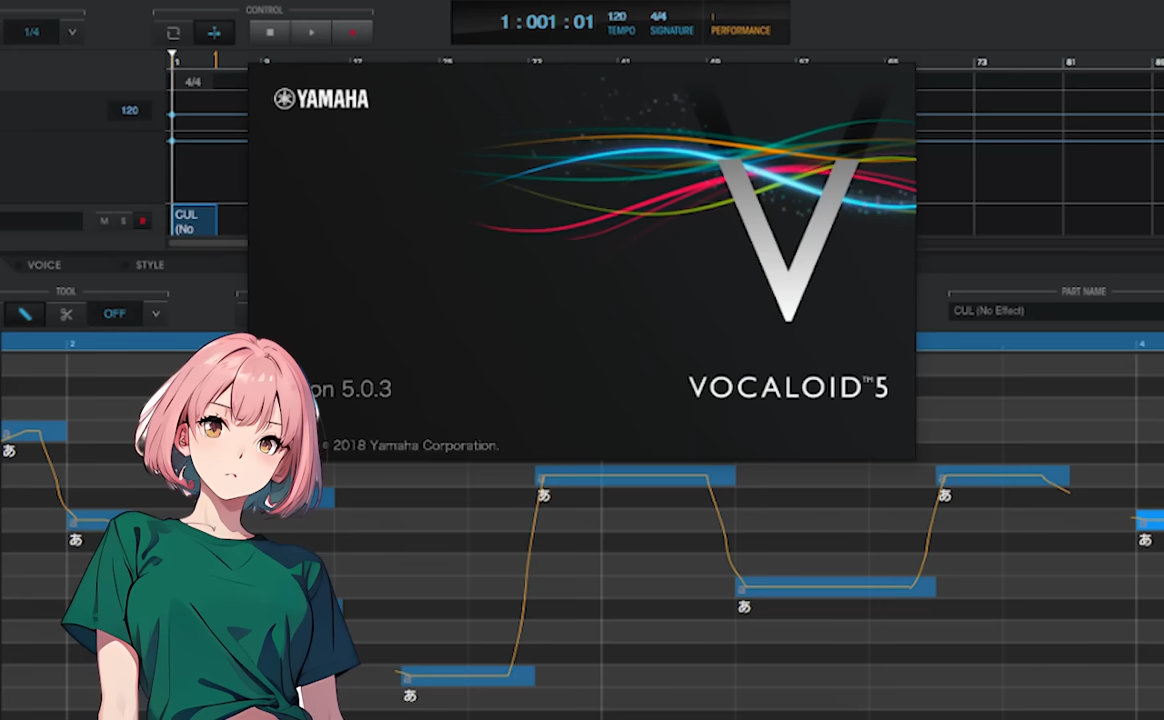 CONTROL
1/4
1 : 001 : 01
120
TEMPO
4/4
SIGNATURE
PERFORMANCE
1
9
17
33
49
57
65
73
81
4/4
120
YAMAHA
M S
CUL
(No
VOICE
STYLE
TOOL
OFF
PART NAME
CUL (No Effect)
2
4
V
on 5.0.3
VOCALOID™5
© 2018 Yamaha Corporation.
あ
あ
あ
あ
あ
あ
あ